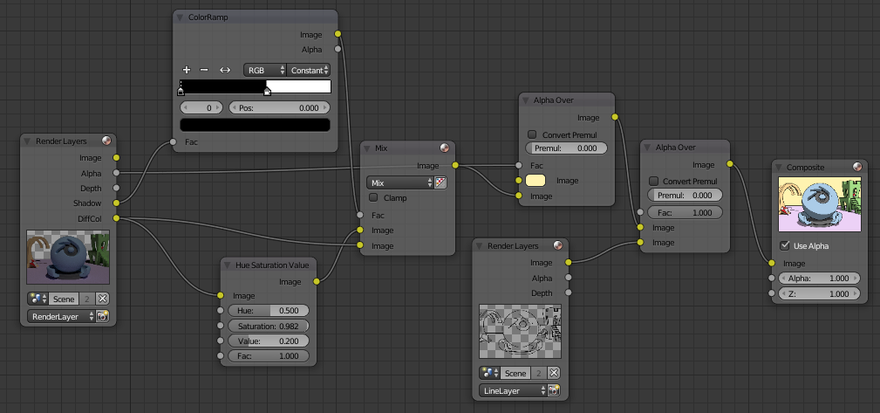 ColorRamp
Image
Alpha
RGB
Constant
0
Pos: 0.000
Fac
Render Layers
Image
Alpha
Depth
Shadow
DiffCol
Scene 2
RenderLayer
Hue Saturation Value
Image
Image
Hue: 0.500
Saturation: 0.982
Value: 0.200
Fac: 1.000
Mix
Image
Mix
Clamp
Fac
Image
Image
Alpha Over
Image
Convert Premul
Premul: 0.000
Fac
Image
Image
Render Layers
Image
Alpha
Depth
Scene 2
LineLayer
Alpha Over
Image
Convert Premul
Premul: 0.000
Fac: 1.000
Image
Image
Composite
Use Alpha
Image
Alpha: 1.000
Z: 1.000